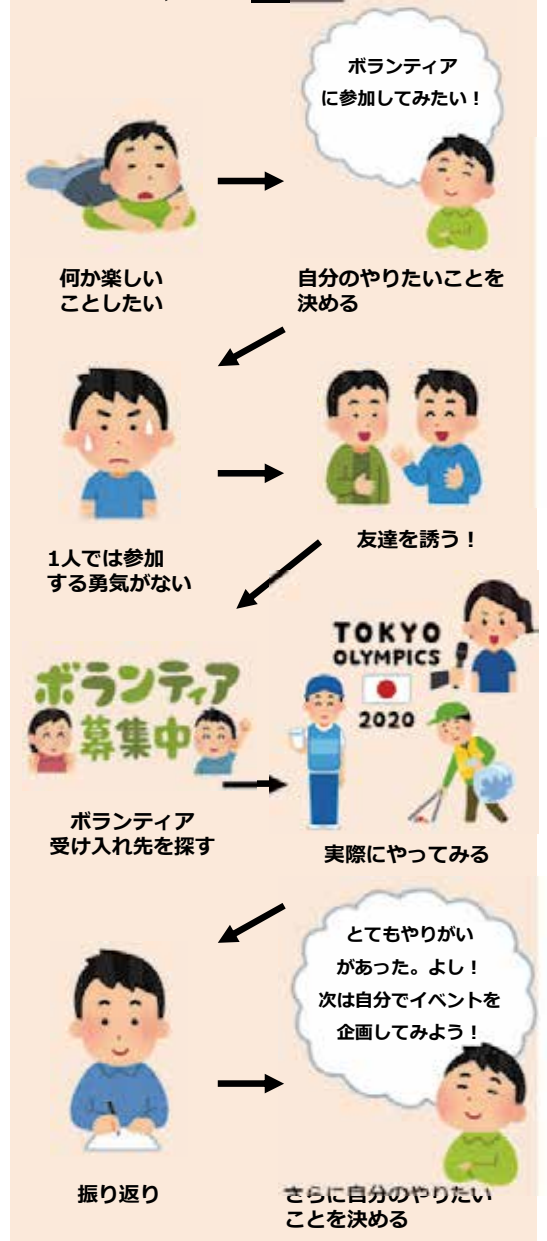 ボランティア
に参加してみたい！
何か楽しい
ことしたい
自分のやりたいことを
決める
1人では参加
する勇気がない
友達を誘う！
ボランティア
募集中
TOKYO
OLYMPICS
2020
ボランティア
受け入れ先を探す
実際にやってみる
とてもやりがい
があった。よし！
次は自分でイベントを
企画してみよう！
振り返り
さらに自分のやりたい
ことを決める